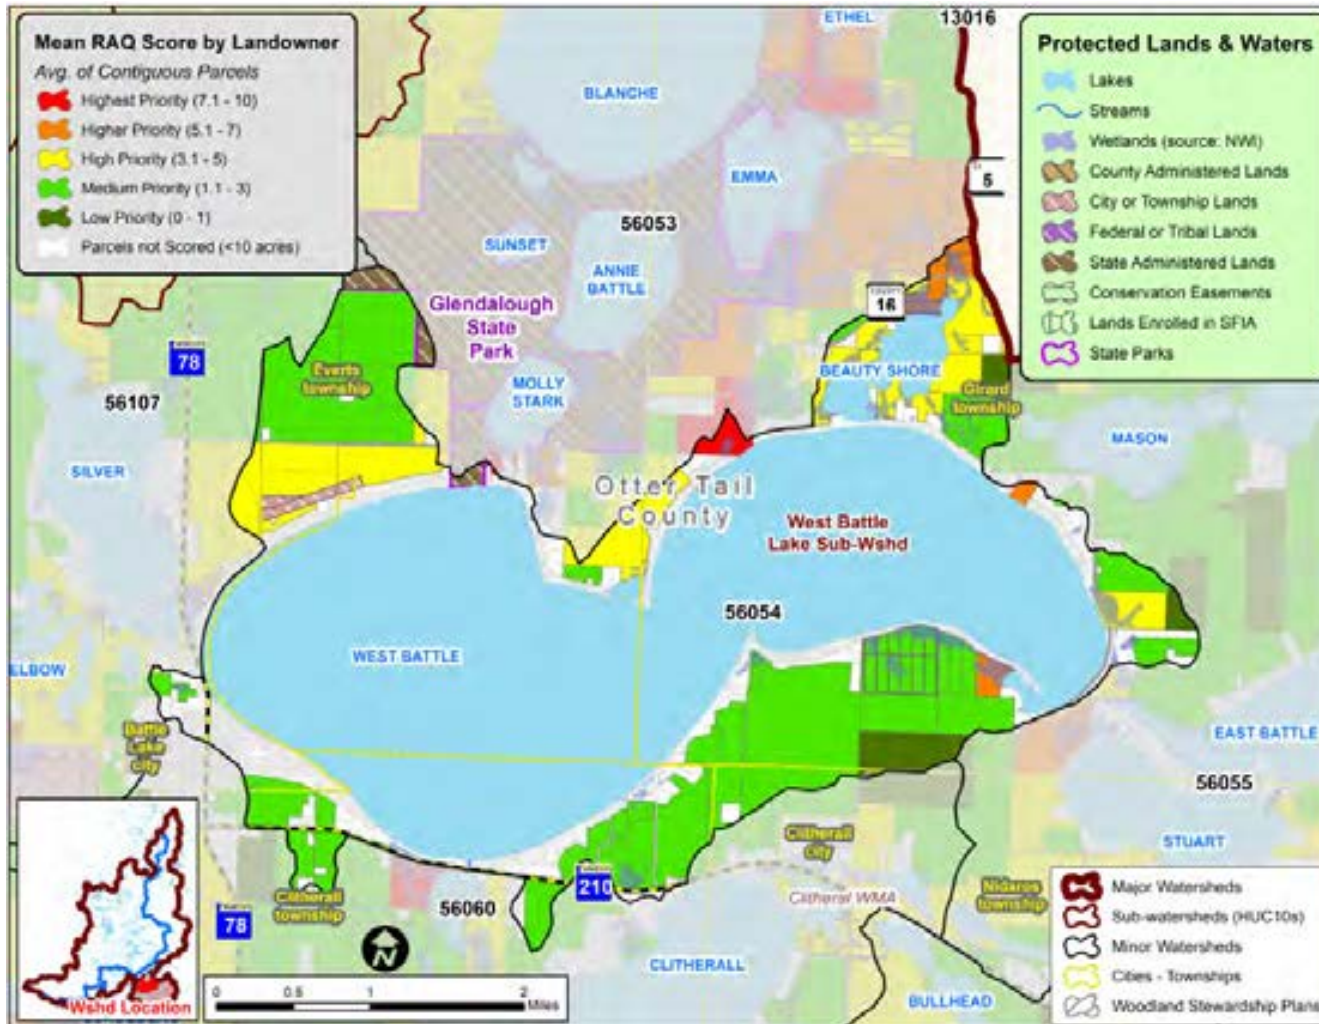 ETHEL
13016
Mean RAQ Score by Landowner
Avg. of Contiguous Parcels
Highest Priority (7.1 - 10)
Higher Priority (5.1 - 7)
High Priority (3.1 - 5)
Medium Priority (1.1 - 3)
Low Priority (0 - 1)
Parcels not Scored (<10 acres)
Protected Lands & Waters
Lakes
Streams
Wetlands (source: NWI)
County Administered Lands
City or Township Lands
Federal or Tribal Lands
State Administered Lands
Conservation Easements
Lands Enrolled in SFIA
State Parks
BLANCHE
EMMA
5
56053
SUNSET
ANNIE
BATTLE
Glendalough
State
Park
16
78
Everts
township
MOLLY
STARK
BEAUTY SHORE
Girard
township
56107
MASON
SILVER
Otter Tail
County
West Battle
Lake Sub-Wshd
56054
WEST BATTLE
ELBOW
Battle
Lake
city
EAST BATTLE
56055
STUART
Clitherall
city
210
Clitherall
township
Clitheral WMA
Nidaros
township
78
56060
CLITHERALL
BULLHEAD
Wshd Location
0 0.5 1 2
Miles
Major Watersheds
Sub-watersheds (HUC10s)
Minor Watersheds
Cities - Townships
Woodland Stewardship Plans